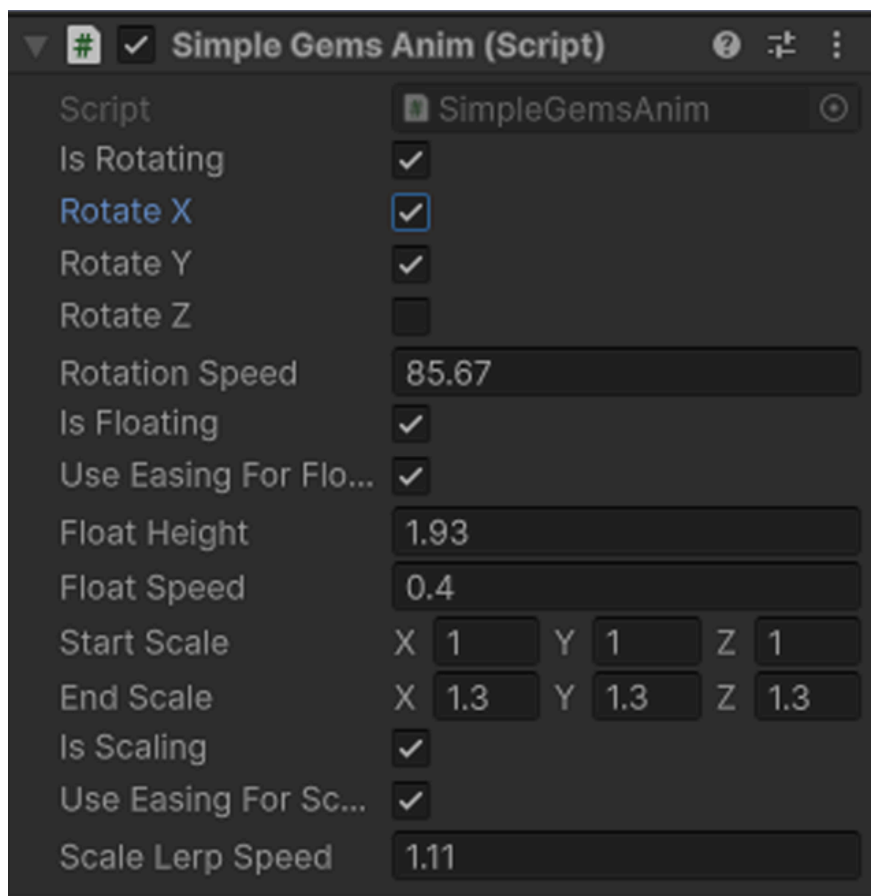 Simple Gems Anim (Script)
Script SimpleGemsAnim
Is Rotating
Rotate X
Rotate Y
Rotate Z
Rotation Speed 85.67
Is Floating
Use Easing For Flo...
Float Height 1.93
Float Speed 0.4
Start Scale X 1 Y 1 Z 1
End Scale X 1.3 Y 1.3 Z 1.3
Is Scaling
Use Easing For Sc...
Scale Lerp Speed 1.11